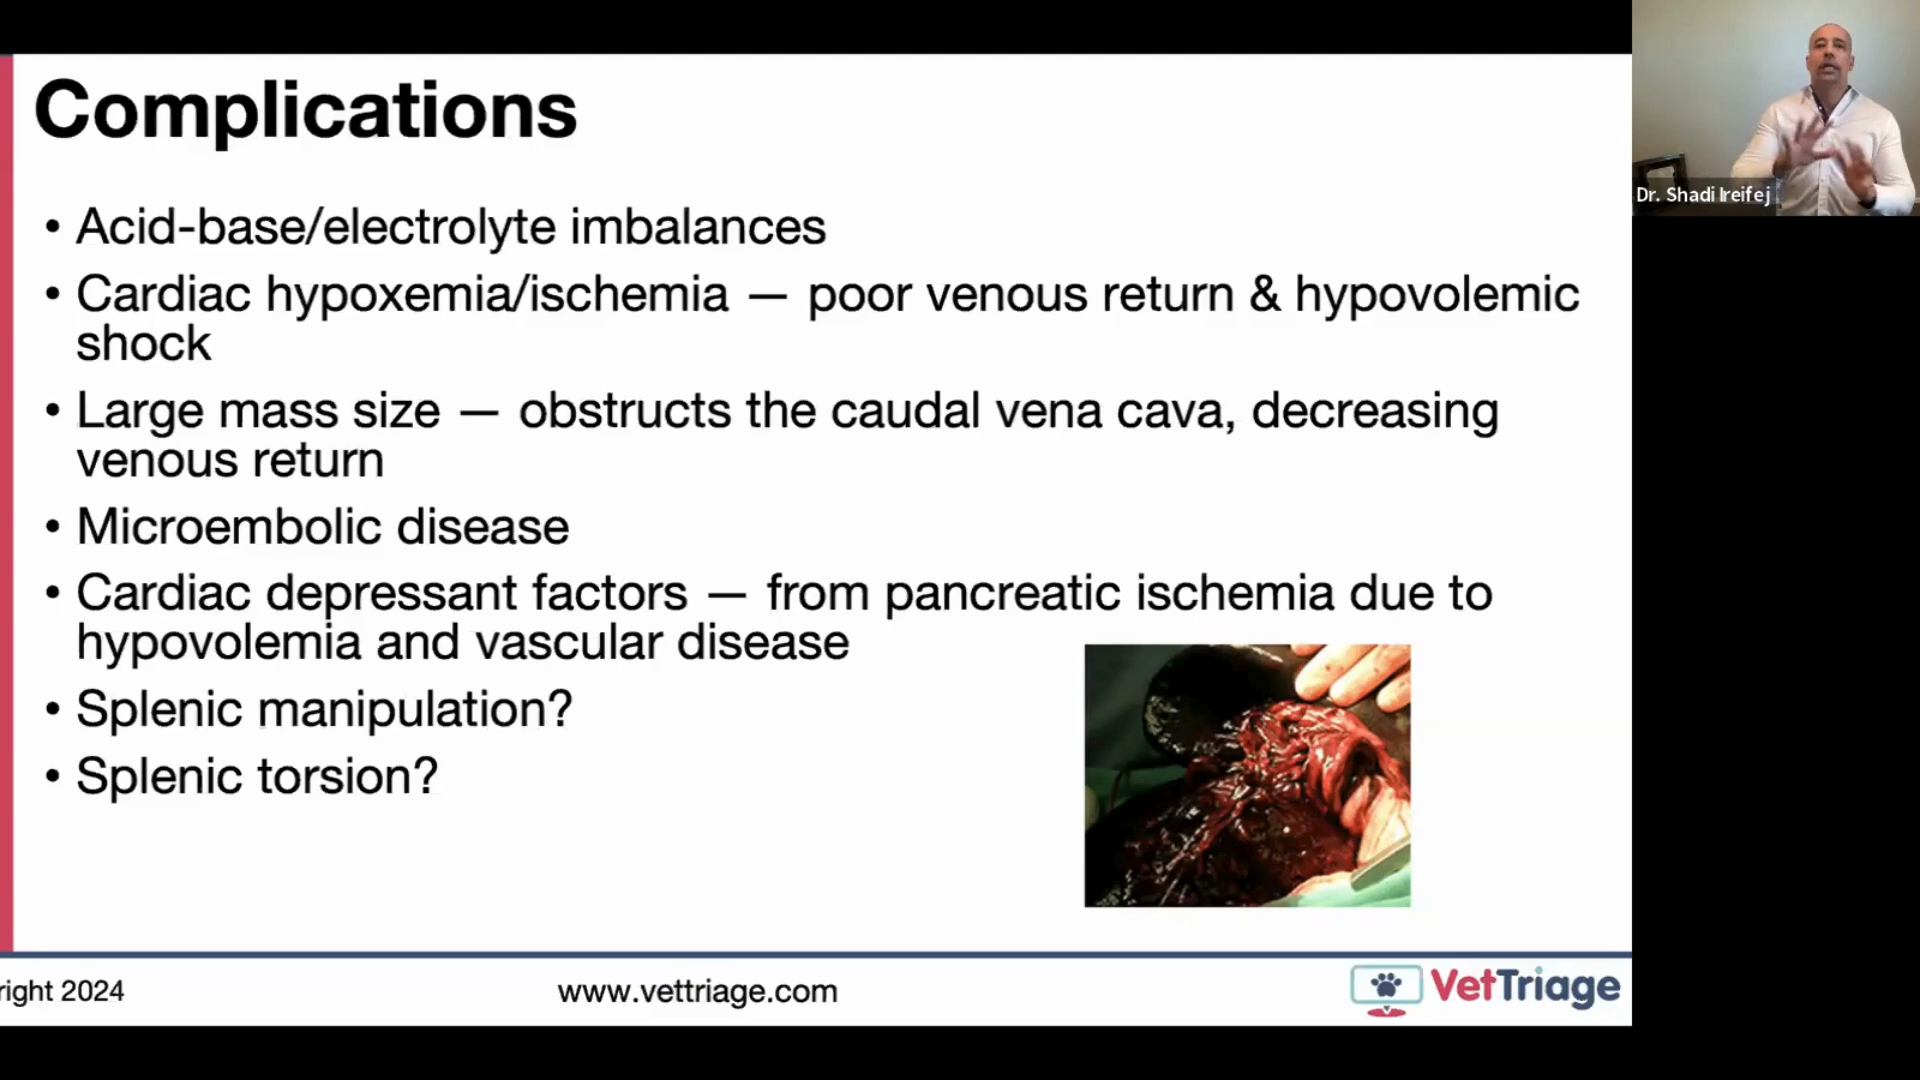 Complications
• Acid-base/electrolyte imbalances
• Cardiac hypoxemia/ischemia — poor venous return & hypovolemic
shock
• Large mass size — obstructs the caudal vena cava, decreasing
venous return
• Microembolic disease
• Cardiac depressant factors — from pancreatic ischemia due to
hypovolemia and vascular disease
• Splenic manipulation?
• Splenic torsion?
Dr. Shadi Ireifej
right 2024
www.vettriage.com
VetTriage